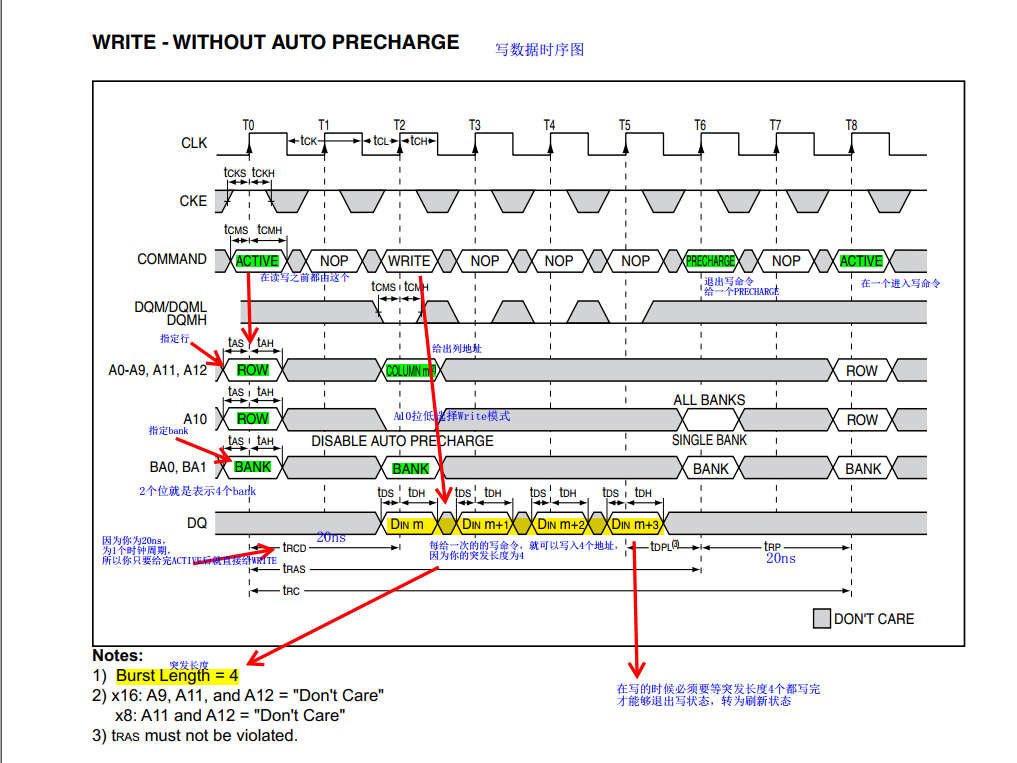 WRITE - WITHOUT AUTO PRECHARGE
写数据时序图
T0 T1 T2 T3 T4 T5 T6 T7 T8
CLK
tCK tCL tCH
tCKS tCKH
CKE
tCMS tCMH
COMMAND
ACTIVE NOP WRITE NOP NOP NOP PRECHARGE NOP ACTIVE
在读写之前都由这个
退出写命令
给一个PRECHARGE
在一个进入写命令
tCMS tCMH
DQM/DQML
DQMH
指定行
tAS tAH
给出列地址
A0-A9, A11, A12
ROW COLUMN m ROW
tAS tAH
ALL BANKS
A10
ROW
A10拉低选择Write模式
ROW
指定bank
tAS tAH
DISABLE AUTO PRECHARGE
SINGLE BANK
BA0, BA1
BANK BANK BANK BANK
2个位就是表示4个bank
tDS tDH tDS tDH tDS tDH tDS tDH
DQ
DIN m DIN m+1 DIN m+2 DIN m+3
因为你为20ns,
为1个时钟周期,
所以你只要给完ACTIVE后就直接给WRITE
20ns
tRCD
每给一次的的写命令，就可以写入4个地址,
因为你的突发长度为4
tDPL(3)
tRP
20ns
tRAS
tRC
DON'T CARE
Notes:
突发长度
1) Burst Length = 4
2) x16: A9, A11, and A12 = "Don't Care"
x8: A11 and A12 = "Don't Care"
3) tRAS must not be violated.
在写的时候必须要等突发长度4个都写完
才能够退出写状态，转为刷新状态